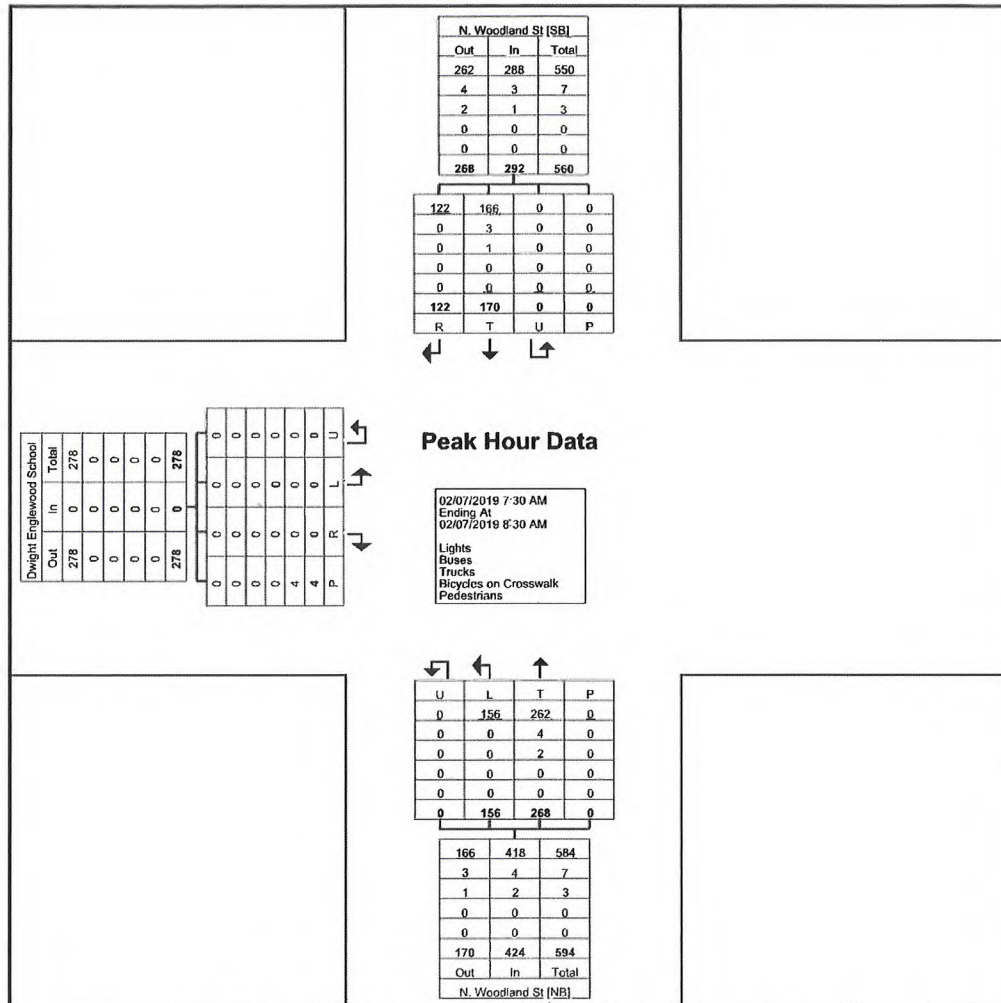 N. Woodland St [SB]
Out In Total
262 288 550
4 3 7
2 1 3
0 0 0
0 0 0
268 292 560
122 166 0 0
0 3 0 0
0 1 0 0
0 0 0 0
0 0 0 0
122 170 0 0
R T U P
Dwight Englewood School
Out In Total
278 0 278
0 0 0
0 0 0
0 0 0
0 0 0
278 0 278
0 0 0 0
0 0 0 0
0 0 0 0
0 0 0 0
4 0 0 0
4 0 0 0
P R L U
Peak Hour Data
02/07/2019 7:30 AM
Ending At
02/07/2019 8:30 AM
Lights
Buses
Trucks
Bicycles on Crosswalk
Pedestrians
U L T P
0 156 262 0
0 0 4 0
0 0 2 0
0 0 0 0
0 0 0 0
0 156 268 0
166 418 584
3 4 7
1 2 3
0 0 0
0 0 0
170 424 594
Out In Total
N. Woodland St [NB]